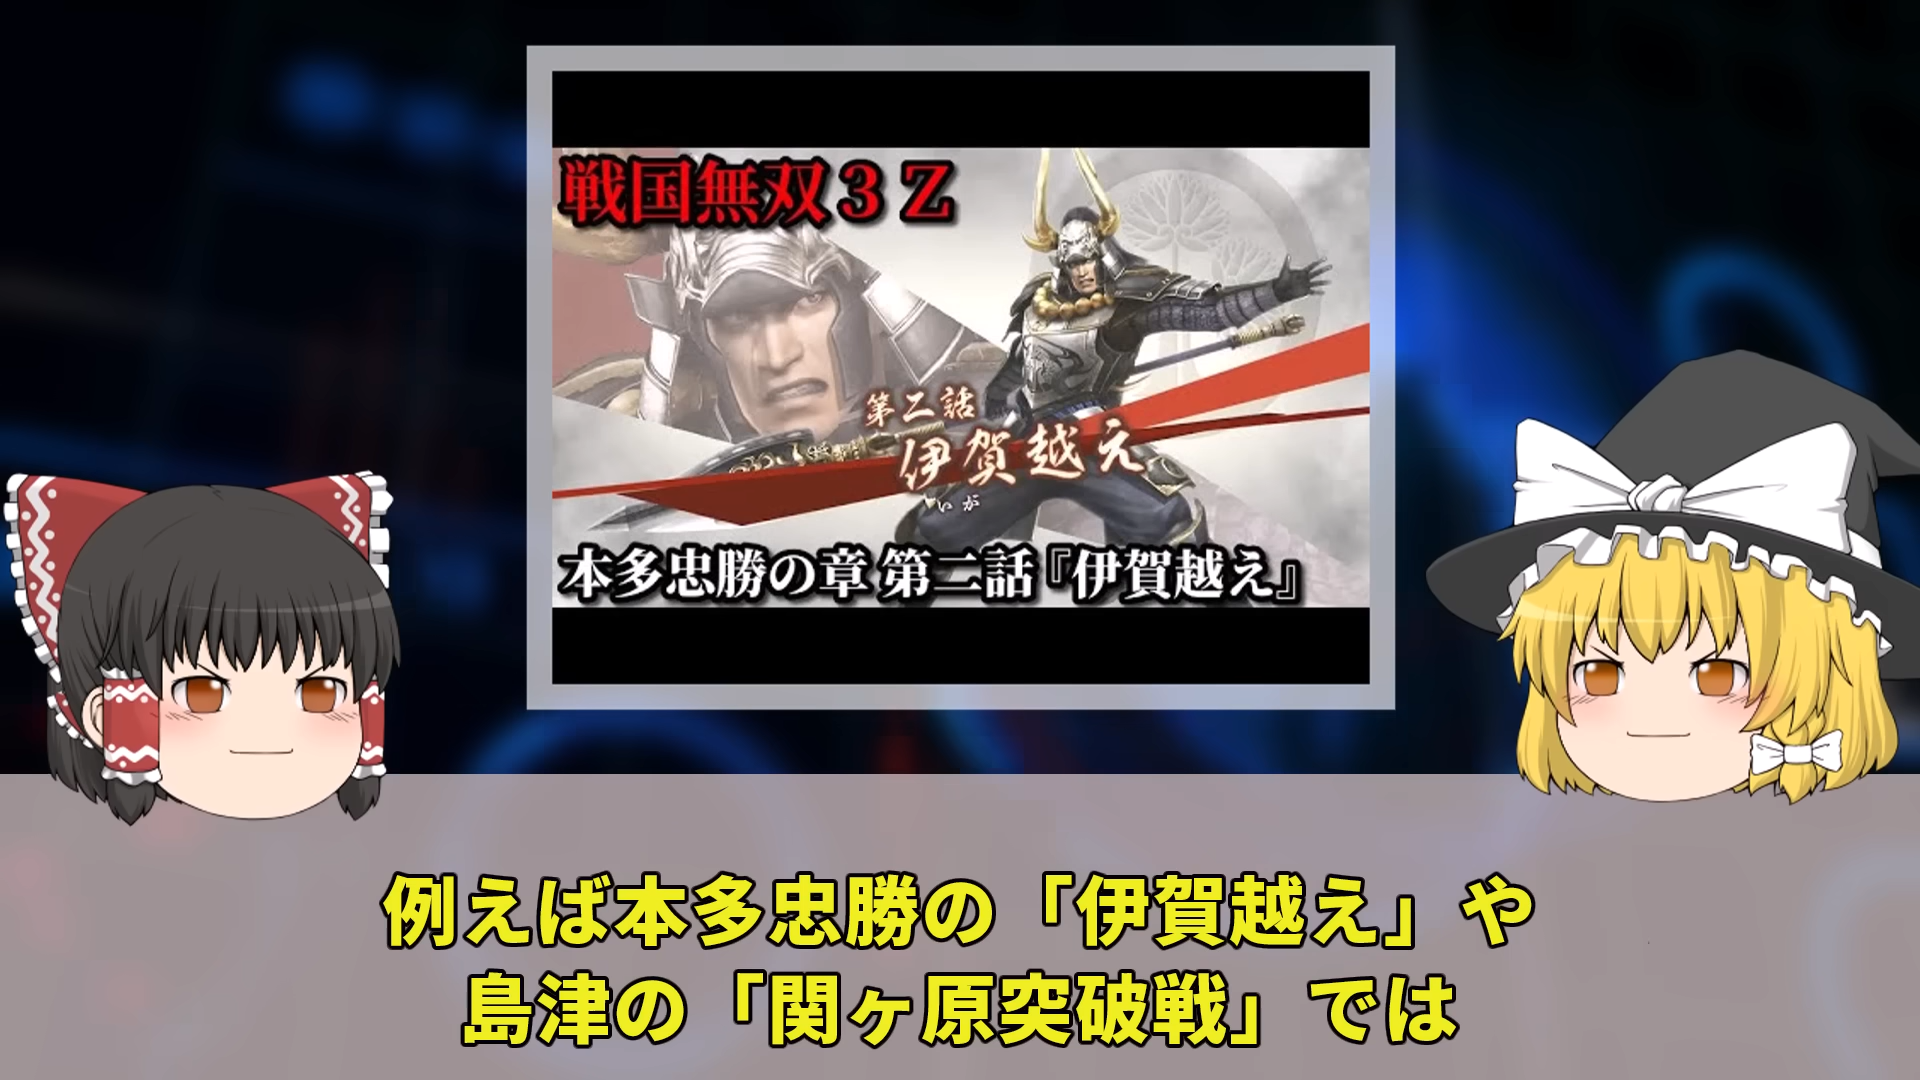 戦国無双３Ｚ
第二話
伊賀越え
いが
本多忠勝の章 第二話『伊賀越え』
例えば本多忠勝の「伊賀越え」や
島津の「関ヶ原突破戦」では